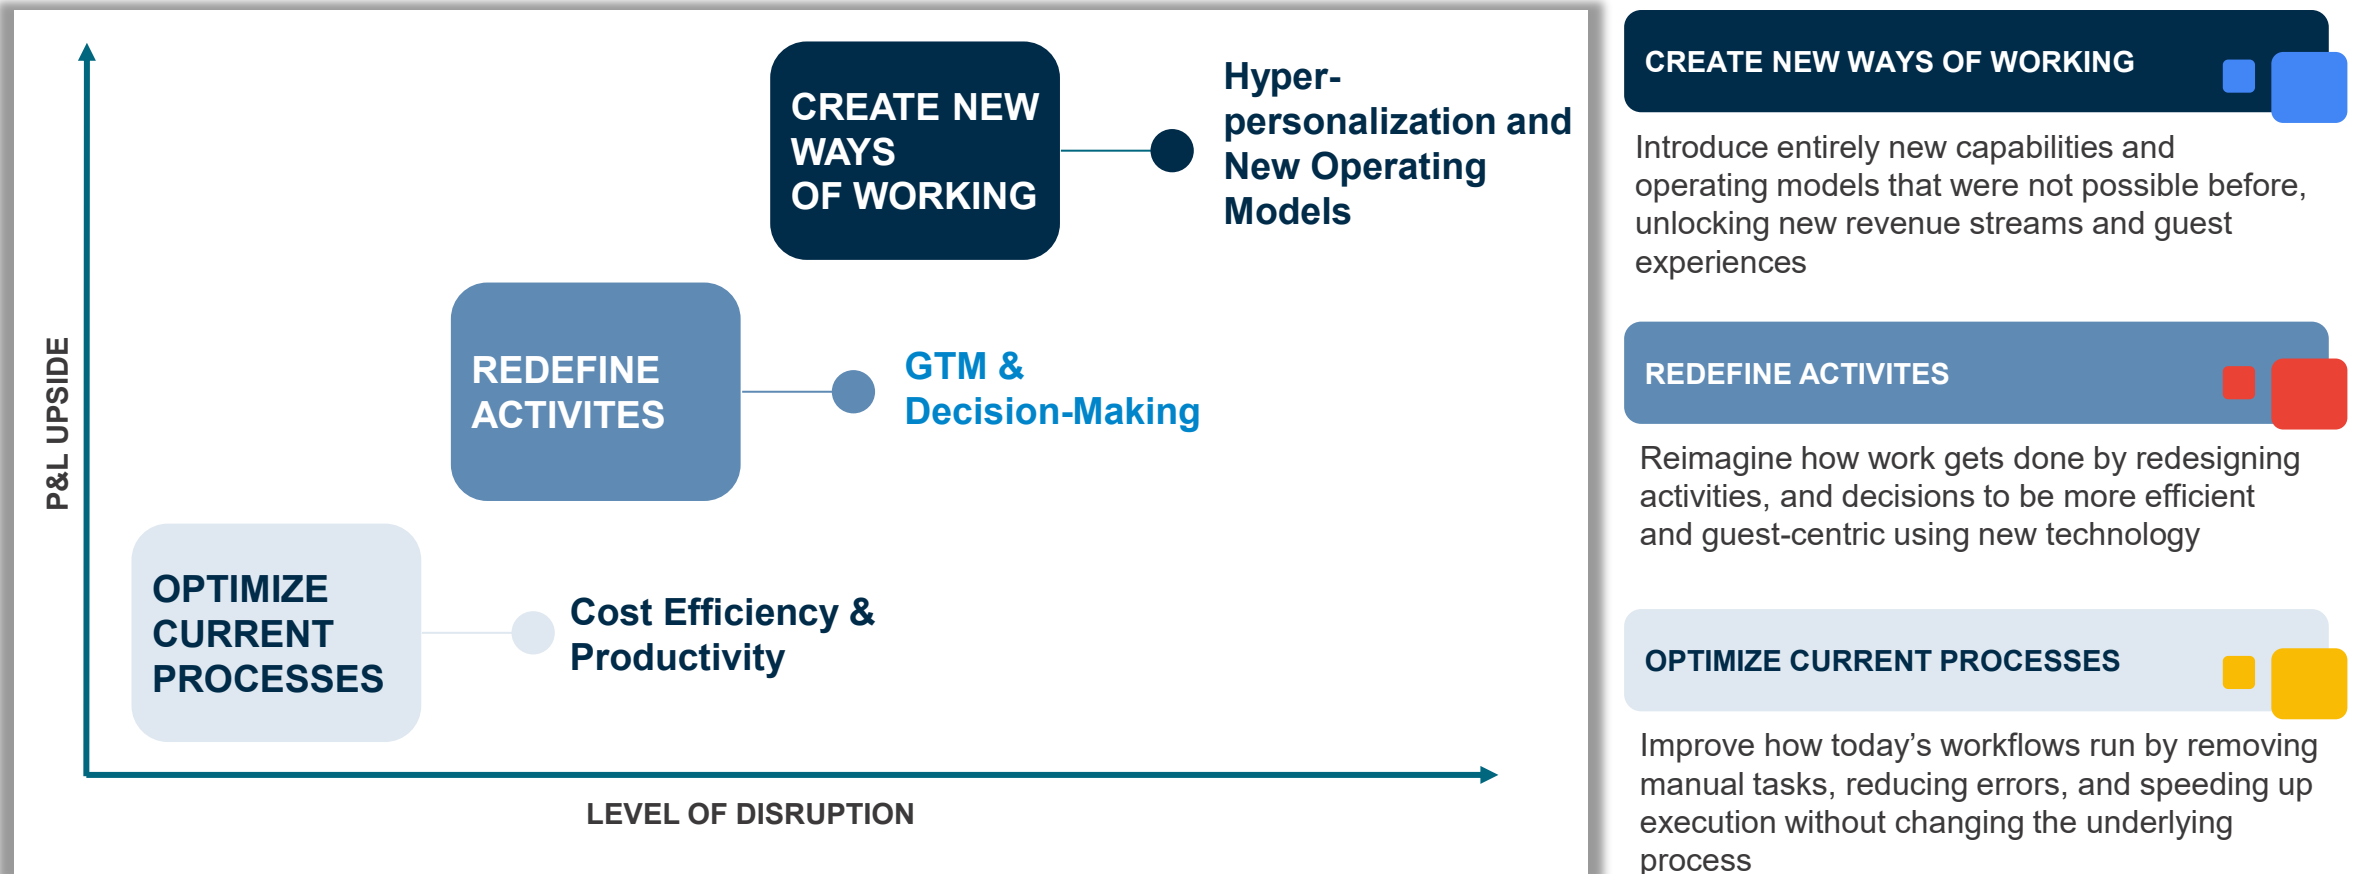 CREATE NEW
WAYS
OF WORKING
Hyper-
personalization and
New Operating
Models
REDEFINE
ACTIVITES
GTM &
Decision-Making
P&L UPSIDE
OPTIMIZE
CURRENT
PROCESSES
Cost Efficiency &
Productivity
LEVEL OF DISRUPTION
CREATE NEW WAYS OF WORKING
Introduce entirely new capabilities and
operating models that were not possible before,
unlocking new revenue streams and guest
experiences
REDEFINE ACTIVITES
Reimagine how work gets done by redesigning
activities, and decisions to be more efficient
and guest-centric using new technology
OPTIMIZE CURRENT PROCESSES
Improve how today’s workflows run by removing
manual tasks, reducing errors, and speeding up
execution without changing the underlying
process